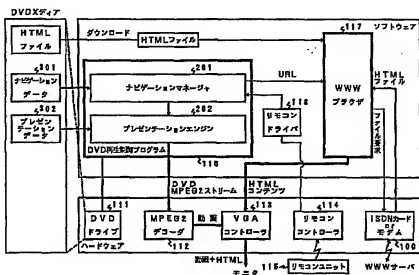 DVDメディア
HTML
ファイル
ダウンロード
HTMLファイル
117
ソフトウェア
301
ナビゲーション
データ
201
ナビゲーションマネージャ
URL
WWW
ブラウザ
HTMLファイル
ファイル要求
302
プレゼン
テーション
データ
202
プレゼンテーションエンジン
118
リモコン
ドライバ
DVD再生制御プログラム
116
DVD
MPEG2ストリーム
HTML
コンテンツ
111
DVD
ドライブ
MPEG2
デコーダ
112
動画
113
VGA
コントローラ
114
リモコン
コントローラ
ISDNカード
or
モデム
100
ハードウェア
動画+HTML
モニタ
115
リモコンユニット
WWWサーバ